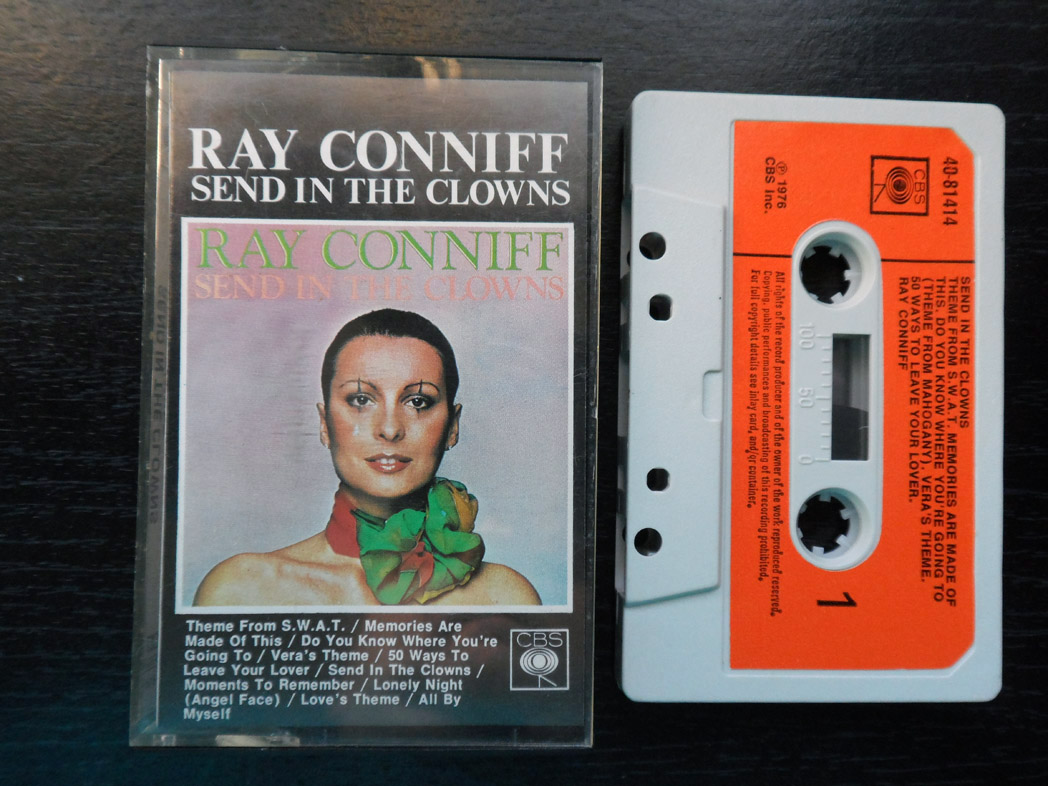 RAY CONNIFF
SEND IN THE CLOWNS
RAY CONNIFF
SEND IN THE CLOWNS
Theme From S.W.A.T. / Memories Are
Made Of This / Do You Know Where You're
Going To / Vera's Theme / 50 Ways To
Leave Your Lover / Send In The Clowns /
Moments To Remember / Lonely Night
(Angel Face) / Love's Theme / All By
Myself
CBS
40-81414
CBS
℗ 1976
CBS Inc.
SEND IN THE CLOWNS
THEME FROM S.W.A.T. MEMORIES ARE MADE OF
THIS. DO YOU KNOW WHERE YOU'RE GOING TO
(THEME FROM MAHOGANY). VERA'S THEME.
50 WAYS TO LEAVE YOUR LOVER.
RAY CONNIFF
100 50 0
1
All rights of the record producer and of the owner of the work reproduced reserved.
Copying, public performances and broadcasting of this recording prohibited.
For full copyright details see inlay card, and/or container.